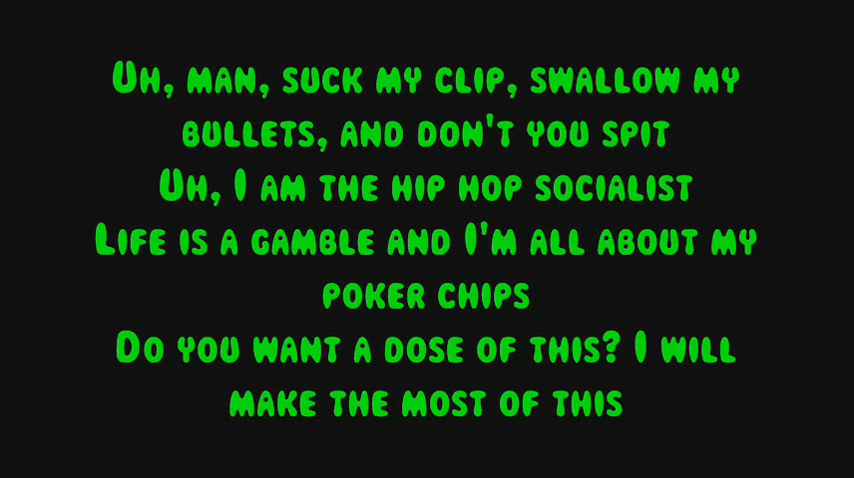 Uh, man, suck my clip, swallow my
bullets, and don't you spit
Uh, I am the hip hop socialist
Life is a gamble and I'm all about my
poker chips
Do you want a dose of this? I will
make the most of this